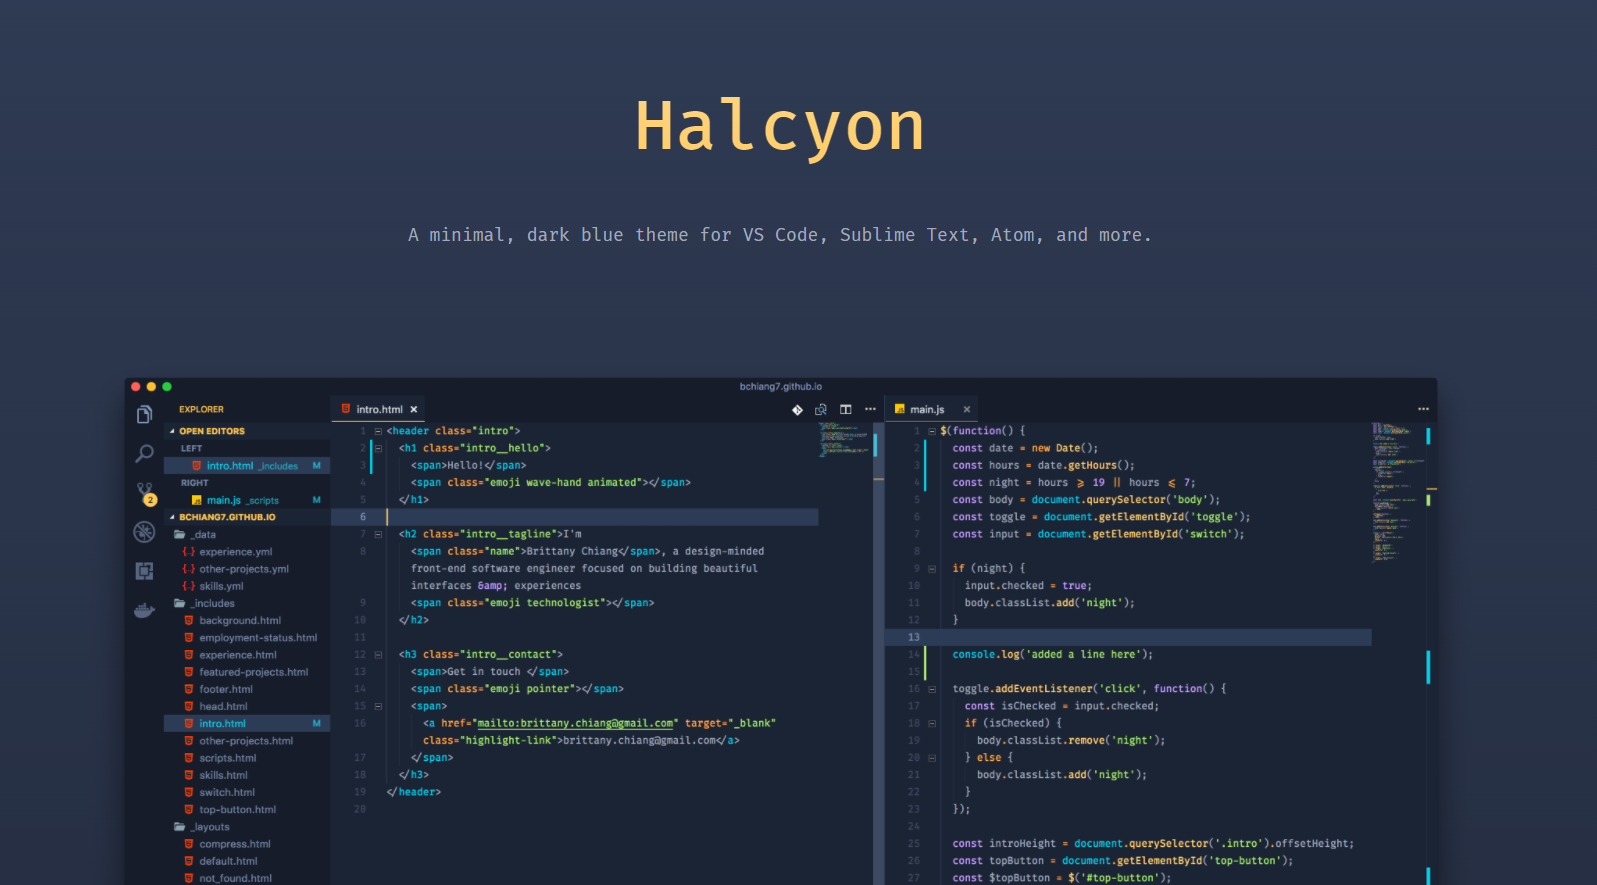 Halcyon
A minimal, dark blue theme for VS Code, Sublime Text, Atom, and more.
bchiang7.github.io
EXPLORER
OPEN EDITORS
LEFT
intro.html _includes M
RIGHT
main.js _scripts M
2
BCHIANG7.GITHUB.IO
_data
experience.yml
other-projects.yml
skills.yml
_includes
background.html
employment-status.html
experience.html
featured-projects.html
footer.html
head.html
intro.html M
other-projects.html
scripts.html
skills.html
switch.html
top-button.html
_layouts
compress.html
default.html
not_found.html
intro.html
1 <header class="intro">
2 <h1 class="intro__hello">
3 <span>Hello!</span>
4 <span class="emoji wave-hand animated"></span>
5 </h1>
6
7 <h2 class="intro__tagline">I'm
8 <span class="name">Brittany Chiang</span>, a design-minded
front-end software engineer focused on building beautiful
interfaces &amp; experiences
9 <span class="emoji technologist"></span>
10 </h2>
11
12 <h3 class="intro__contact">
13 <span>Get in touch </span>
14 <span class="emoji pointer"></span>
15 <span>
16 <a href="mailto:brittany.chiang@gmail.com" target="_blank"
class="highlight-link">brittany.chiang@gmail.com</a>
17 </span>
18 </h3>
19 </header>
20
main.js
1 $(function() {
2 const date = new Date();
3 const hours = date.getHours();
4 const night = hours ⩾ 19 || hours ⩽ 7;
5 const body = document.querySelector('body');
6 const toggle = document.getElementById('toggle');
7 const input = document.getElementById('switch');
8
9 if (night) {
10 input.checked = true;
11 body.classList.add('night');
12 }
13
14 console.log('added a line here');
15
16 toggle.addEventListener('click', function() {
17 const isChecked = input.checked;
18 if (isChecked) {
19 body.classList.remove('night');
20 } else {
21 body.classList.add('night');
22 }
23 });
24
25 const introHeight = document.querySelector('.intro').offsetHeight;
26 const topButton = document.getElementById('top-button');
27 const $topButton = $('#top-button');